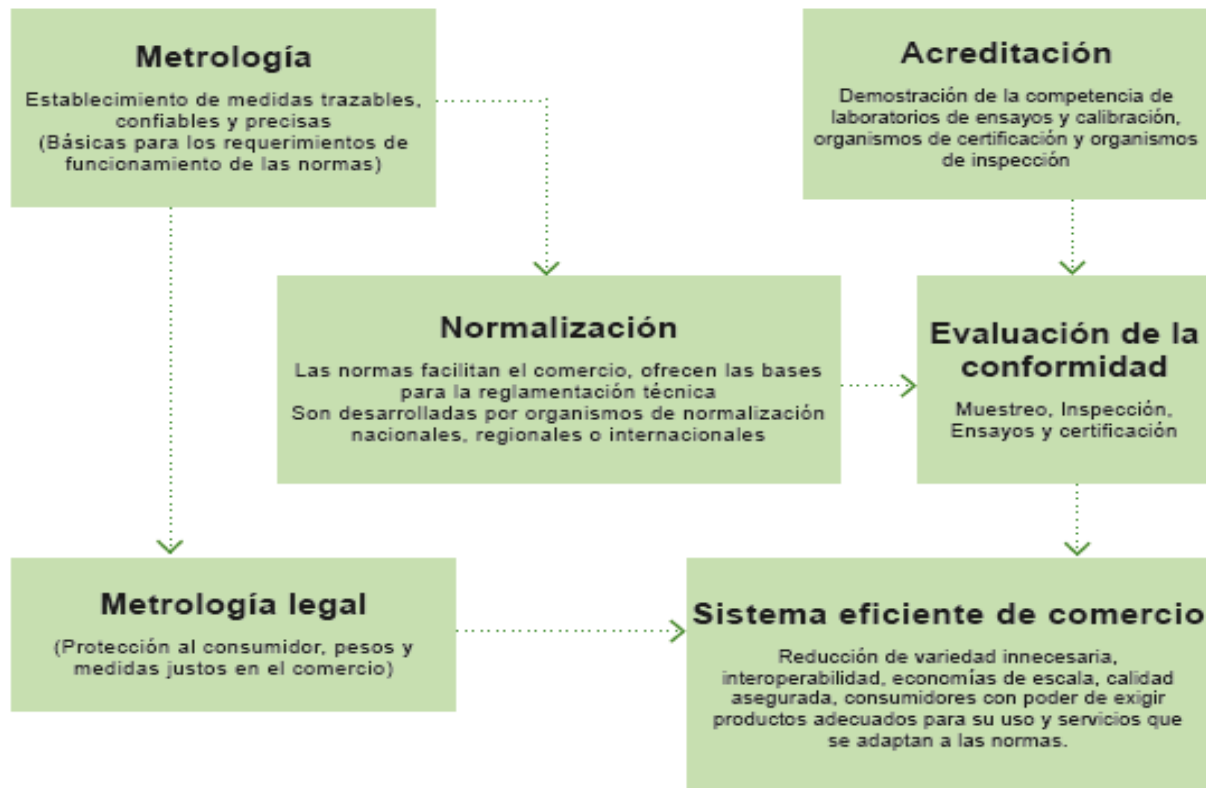 Metrología
Establecimiento de medidas trazables,
confiables y precisas
(Básicas para los requerimientos de
funcionamiento de las normas)
Acreditación
Demostración de la competencia de
laboratorios de ensayos y calibración,
organismos de certificación y organismos
de inspección
Normalización
Las normas facilitan el comercio, ofrecen las bases
para la reglamentación técnica
Son desarrolladas por organismos de normalización
nacionales, regionales o internacionales
Evaluación de la
conformidad
Muestreo, Inspección,
Ensayos y certificación
Metrología legal
(Protección al consumidor, pesos y
medidas justos en el comercio)
Sistema eficiente de comercio
Reducción de variedad innecesaria,
interoperabilidad, economías de escala, calidad
asegurada, consumidores con poder de exigir
productos adecuados para su uso y servicios que
se adaptan a las normas.